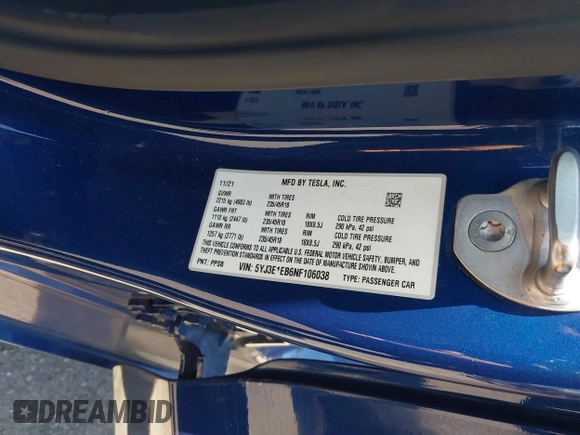 11/21 MFD BY TESLA, INC.
GVWR WITH TIRES
2215 kg (4883 lb) 235/45R18
GAWR FRT WITH TIRES RIM COLD TIRE PRESSURE
1110 kg (2447 lb) 235/45R18 18X8.5J 290 kPa, 42 psi
GAWR RR WITH TIRES RIM COLD TIRE PRESSURE
1257 kg (2771 lb) 235/45R18 18X8.5J 290 kPa, 42 psi
THIS VEHICLE CONFORMS TO ALL APPLICABLE U.S. FEDERAL MOTOR VEHICLE SAFETY, BUMPER, AND
THEFT PREVENTION STANDARDS IN EFFECT ON THE DATE OF MANUFACTURE SHOWN ABOVE.
VIN: 5YJ3E*EB6NF106038
PNT: PPSB TYPE: PASSENGER CAR
DREAMBID